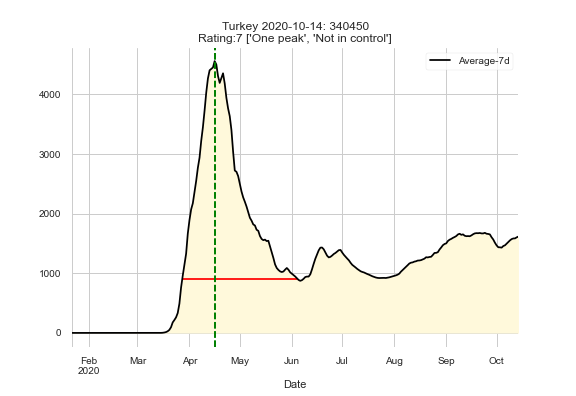 Turkey 2020-10-14: 340450
Rating:7 ['One peak', 'Not in control']
Average-7d
4000
3000
2000
1000
0
Feb Mar Apr May Jun Jul Aug Sep Oct
2020
Date